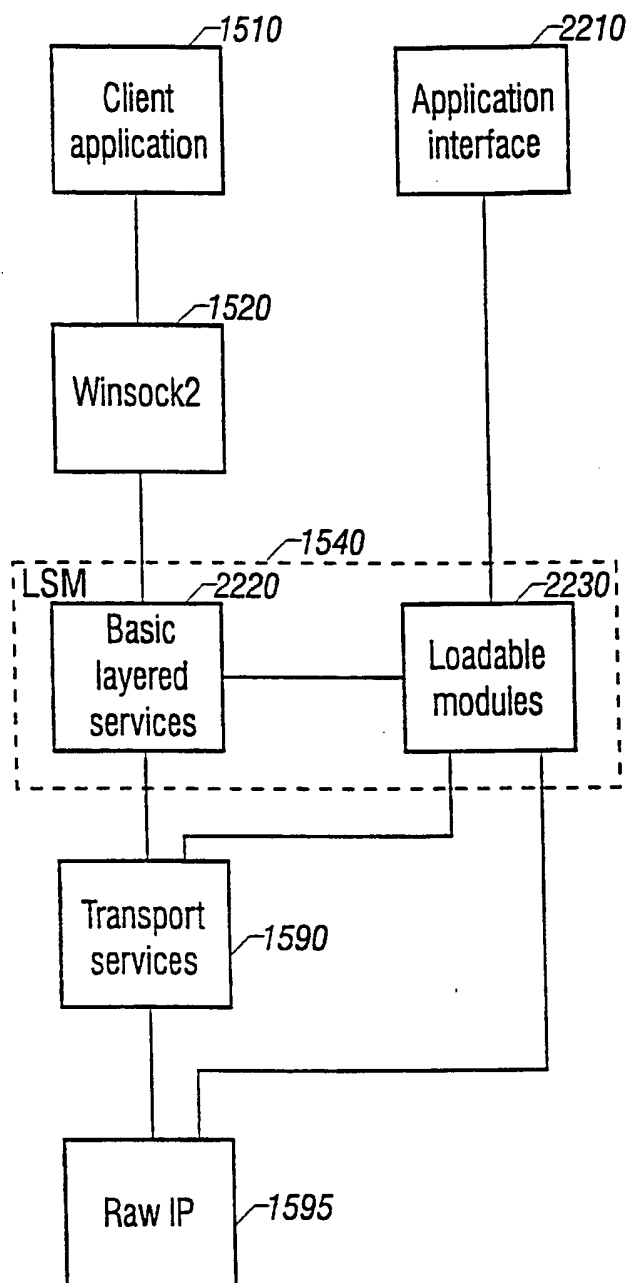 1510
Client
application
2210
Application
interface
1520
Winsock2
1540
LSM
2220
Basic
layered
services
2230
Loadable
modules
Transport
services
1590
Raw IP
1595